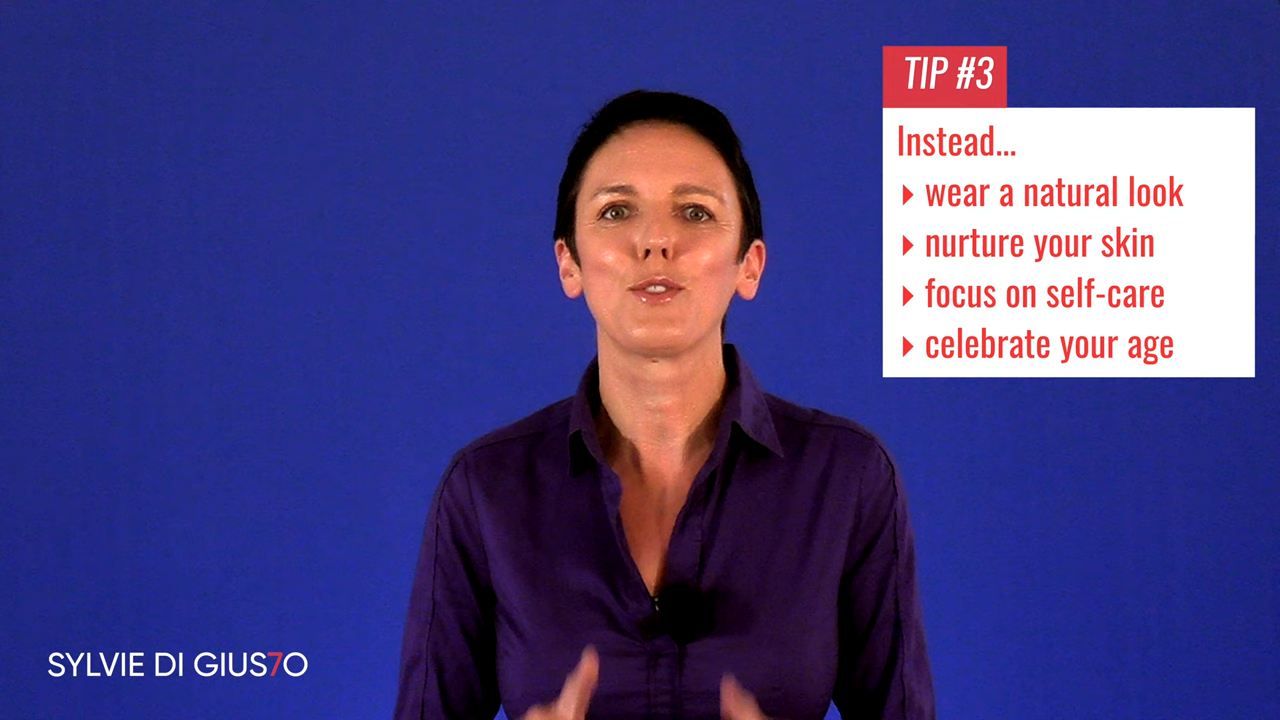 TIP #3
Instead...
▸ wear a natural look
▸ nurture your skin
▸ focus on self-care
▸ celebrate your age
SYLVIE DI GIUS7O